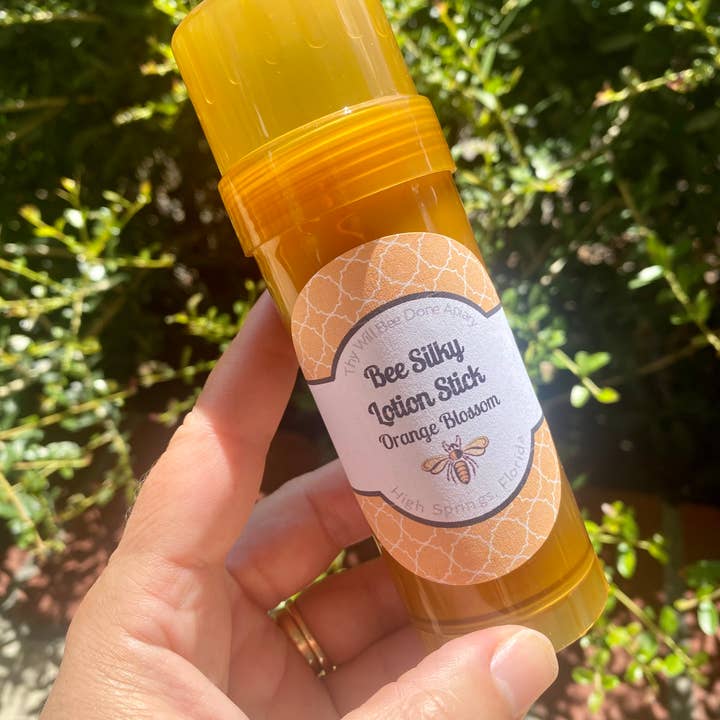 Thy Will Bee Done Apiary
Bee Silky
Lotion Stick
Orange Blossom
High Springs, Florida